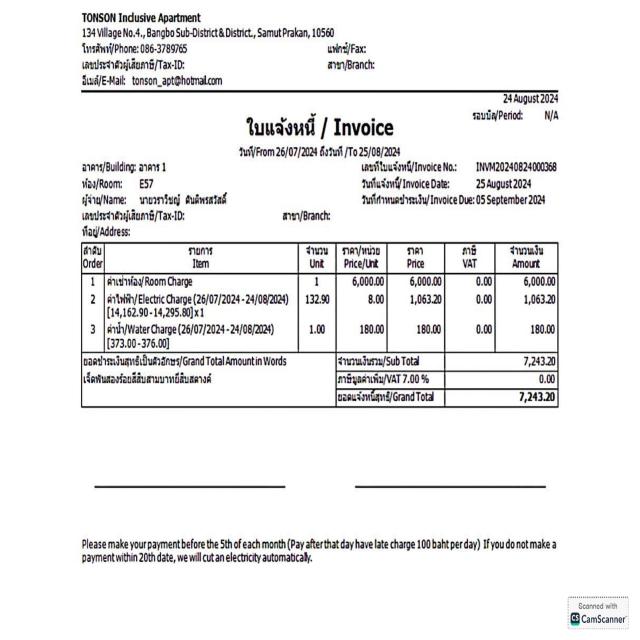 TONSON Inclusive Apartment
134 Village No.4., Bangbo Sub-District & District., Samut Prakan, 10560
โทรศัพท์/Phone: 086-3789765 แฟกซ์/Fax:
เลขประจำตัวผู้เสียภาษี/Tax-ID: สาขา/Branch:
อีเมล์/E-Mail: tonson_apt@hotmail.com
24 August 2024
รอบบิล/Period: N/A
ใบแจ้งหนี้ / Invoice
วันที่/From 26/07/2024 ถึงวันที่ /To 25/08/2024
อาคาร/Building: อาคาร 1 เลขที่ใบแจ้งหนี้/Invoice No.: INVM20240824000368
ห้อง/Room: E57 วันที่แจ้งหนี้/Invoice Date: 25 August 2024
ผู้จ่าย/Name: นายวราวิชญ์ วันที่กำหนดชำระเงิน/Invoice Due: 05 September 2024
เลขประจำตัวผู้เสียภาษี/Tax-ID: สาขา/Branch:
ที่อยู่/Address:
ลำดับ รายการ จำนวน ราคา/หน่วย ราคา ภาษี จำนวนเงิน
Order Item Unit Price/Unit Price VAT Amount
1 ค่าเช่าห้อง/Room Charge 1 6,000.00 6,000.00 0.00 6,000.00
2 ค่าไฟฟ้า/Electric Charge (26/07/2024 - 24/08/2024) 132.90 8.00 1,063.20 0.00 1,063.20
[14,162.90 - 14,295.80] x 1
3 ค่าน้ำ/Water Charge (26/07/2024 - 24/08/2024) 1.00 180.00 180.00 0.00 180.00
[373.00 - 376.00]
ยอดชำระเงินสุทธิเป็นตัวอักษร/Grand Total Amount in Words จำนวนเงินรวม/Sub Total 7,243.20
เจ็ดพันสองร้อยสี่สิบสามบาทยี่สิบสตางค์ ภาษีมูลค่าเพิ่ม/VAT 7.00 % 0.00
ยอดแจ้งหนี้สุทธิ/Grand Total 7,243.20
Please make your payment before the 5th of each month (Pay after that day have late charge 100 baht per day) If you do not make a
payment within 20th date, we will cut an electricity automatically.
Scanned with
CS CamScanner